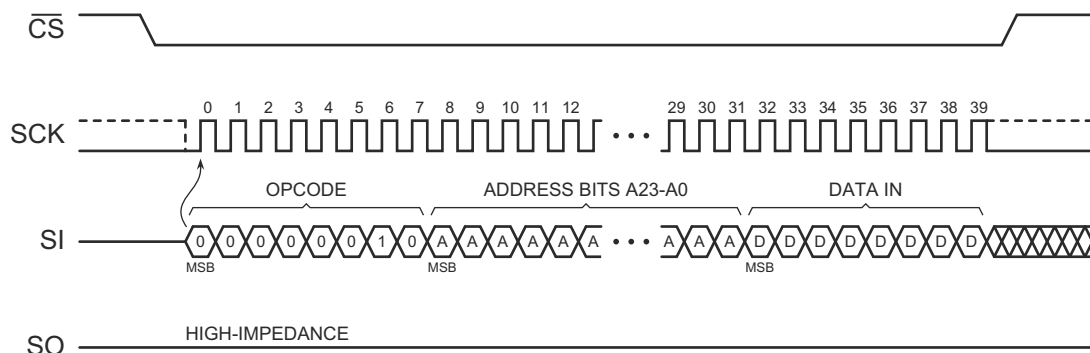 CS
0 1 2 3 4 5 6 7 8 9 10 11 12 29 30 31 32 33 34 35 36 37 38 39
SCK
OPCODE ADDRESS BITS A23-A0 DATA IN
SI 0 0 0 0 0 0 1 0 A A A A A A A A A D D D D D D D D
MSB MSB MSB
HIGH-IMPEDANCE
SO